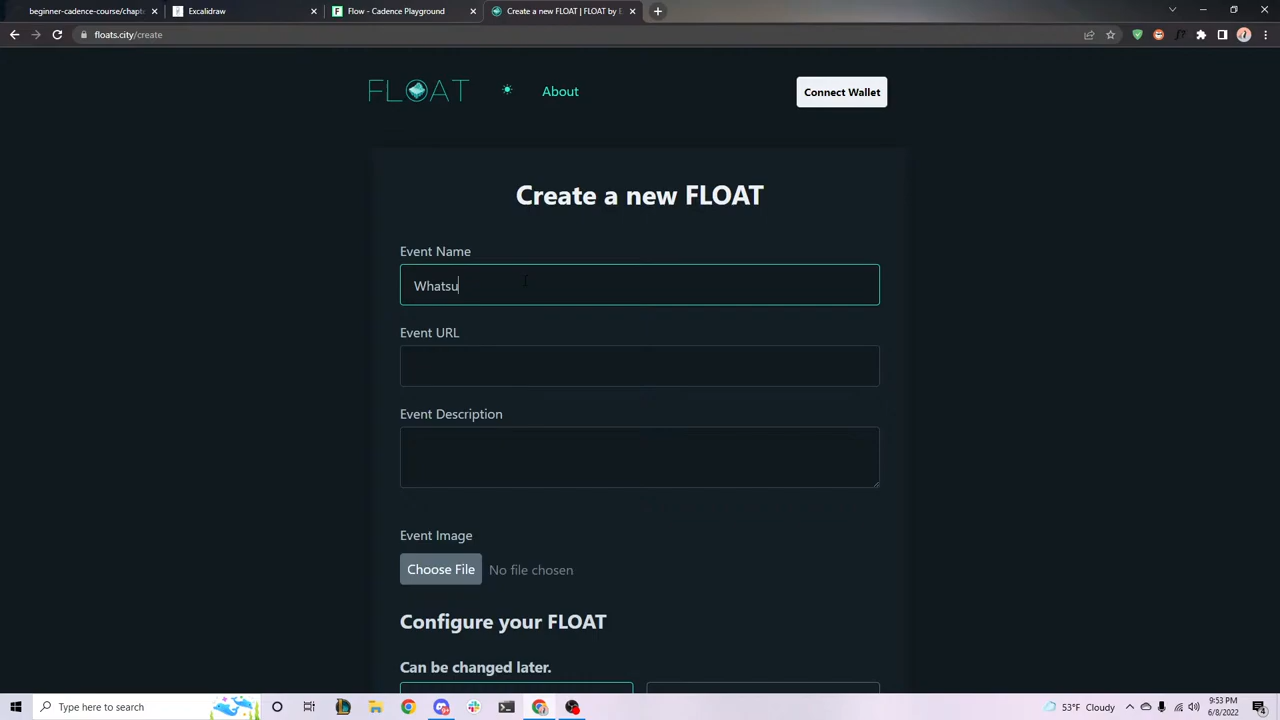 beginner-cadence-course/chapt
Excalidraw
Flow - Cadence Playground
Create a new FLOAT | FLOAT by E
floats.city/create
FLOAT
About
Connect Wallet
Create a new FLOAT
Event Name
Whatsu
Event URL
Event Description
Event Image
Choose File No file chosen
Configure your FLOAT
Can be changed later.
Type here to search
53°F Cloudy
9:53 PM
6/8/2022